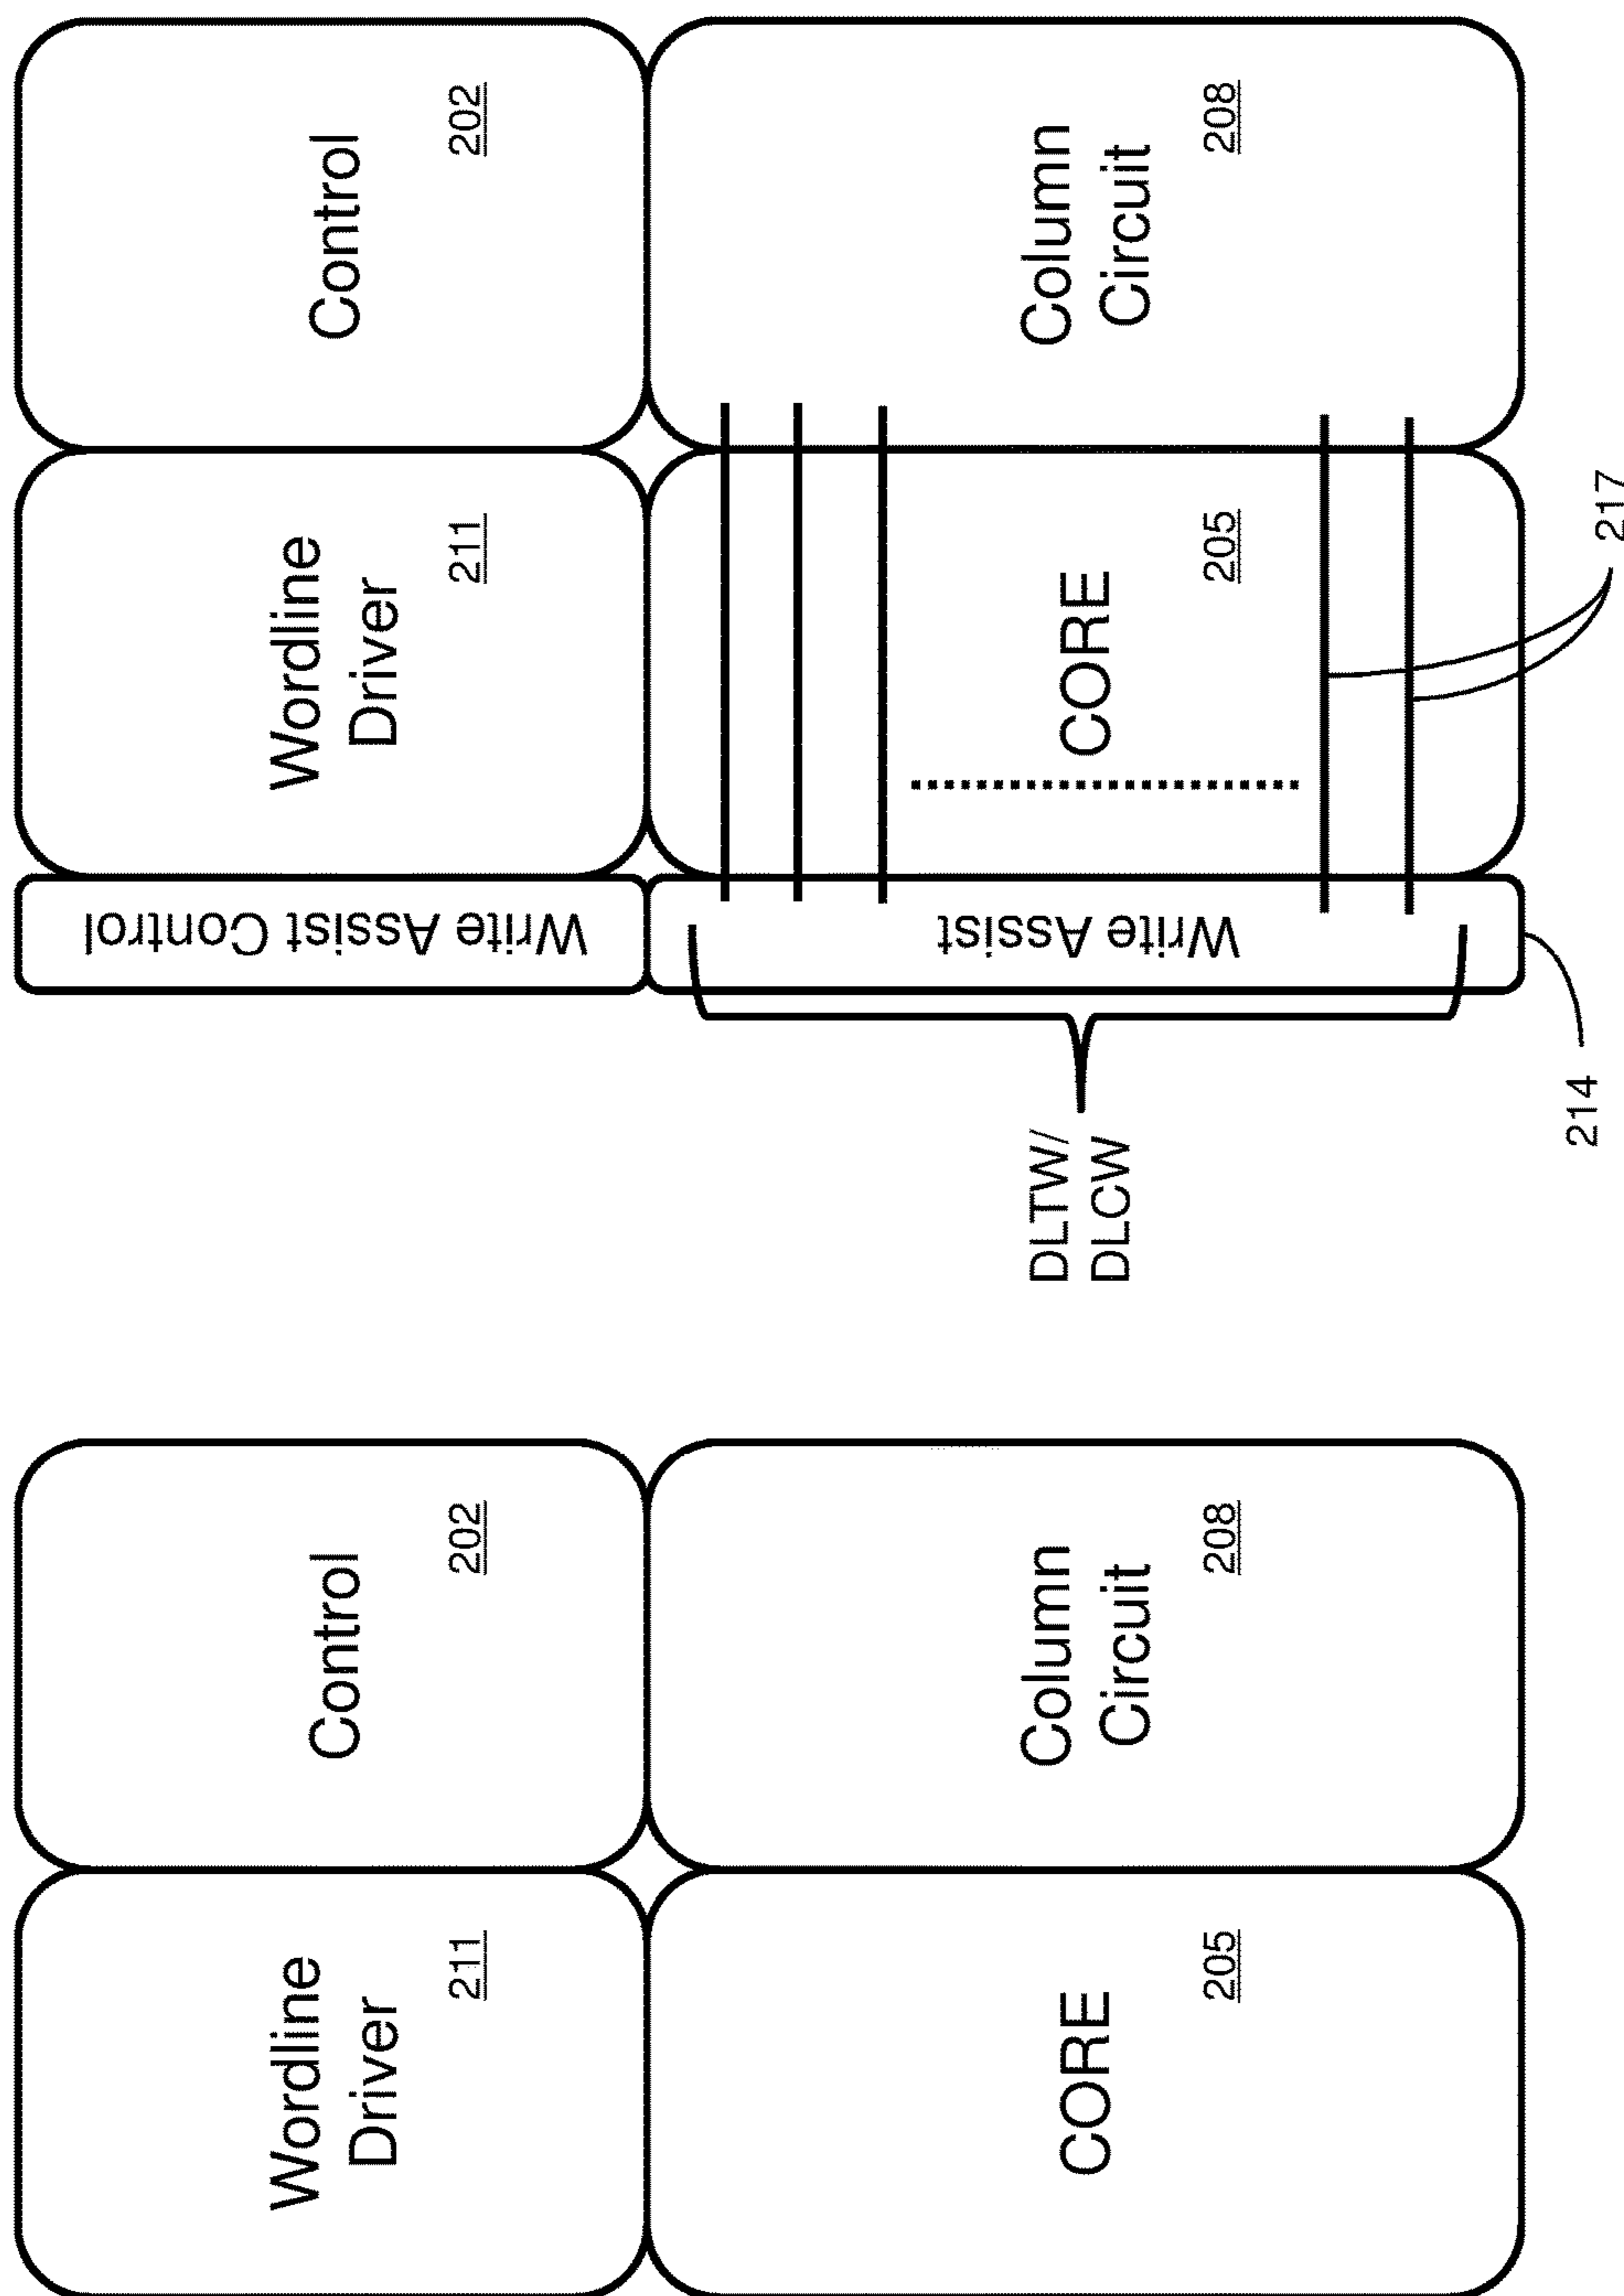 Wordline
Driver
211
CORE
205
Control
202
Column
Circuit
208
DLTW/
DLCW
214
Write Assist Control
Write Assist
Wordline
Driver
211
CORE
205
217
Control
202
Column
Circuit
208